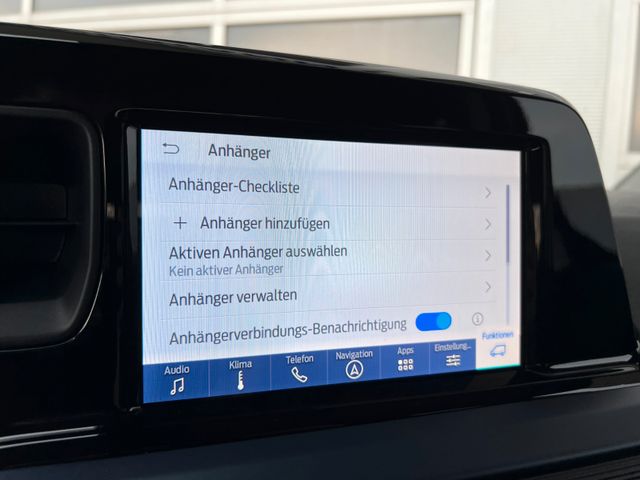 Anhänger
Anhänger-Checkliste
+ Anhänger hinzufügen
Aktiven Anhänger auswählen
Kein aktiver Anhänger
Anhänger verwalten
Anhängerverbindungs-Benachrichtigung
Audio
Klima
Telefon
Navigation
Apps
Einstellung...
Funktionen